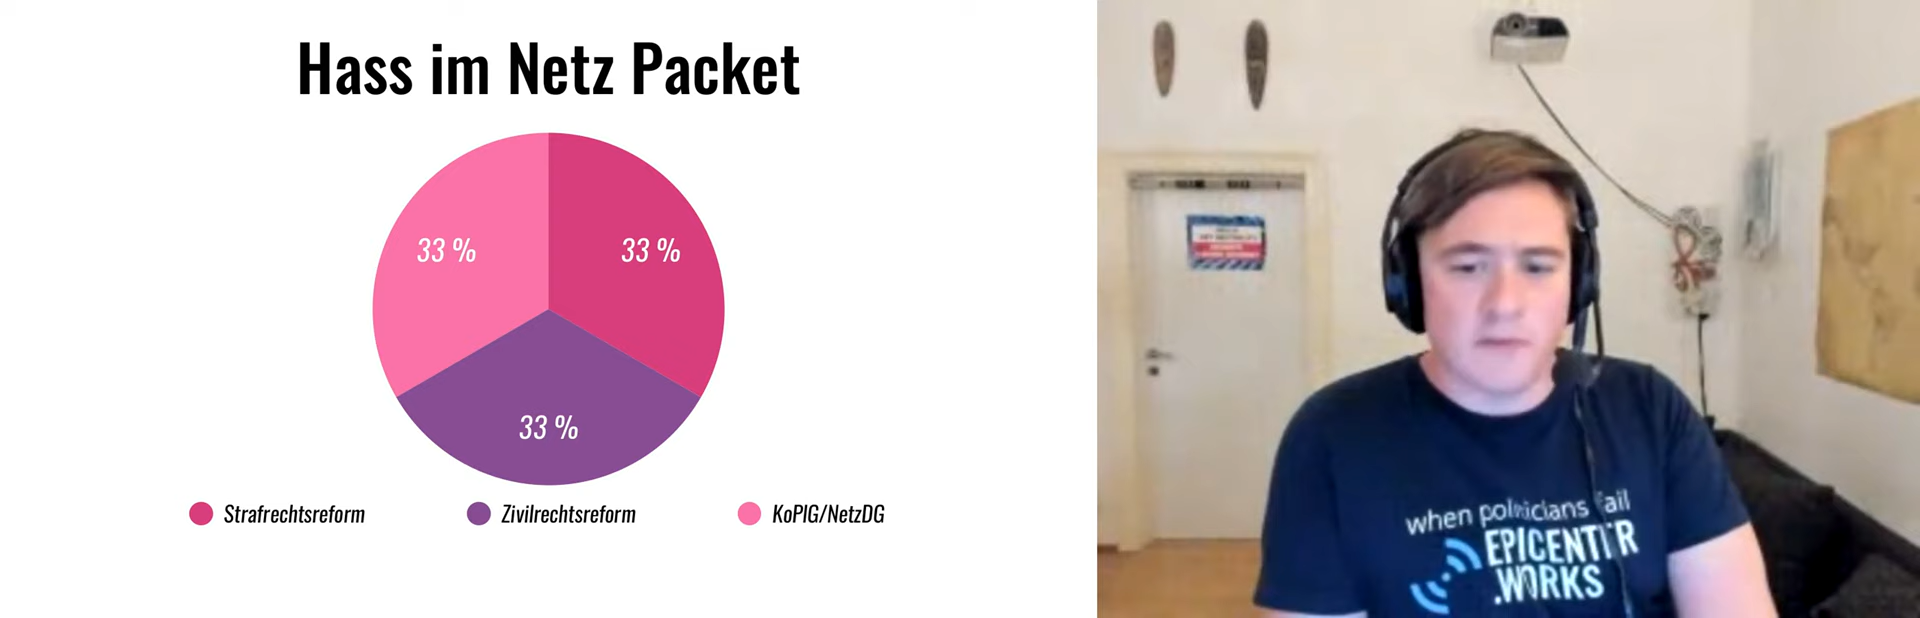 Hass im Netz Packet
33 %
33 %
33 %
Strafrechtsreform
Zivilrechtsreform
KoPlG/NetzDG
when politicians fail
EPICENTER
.WORKS